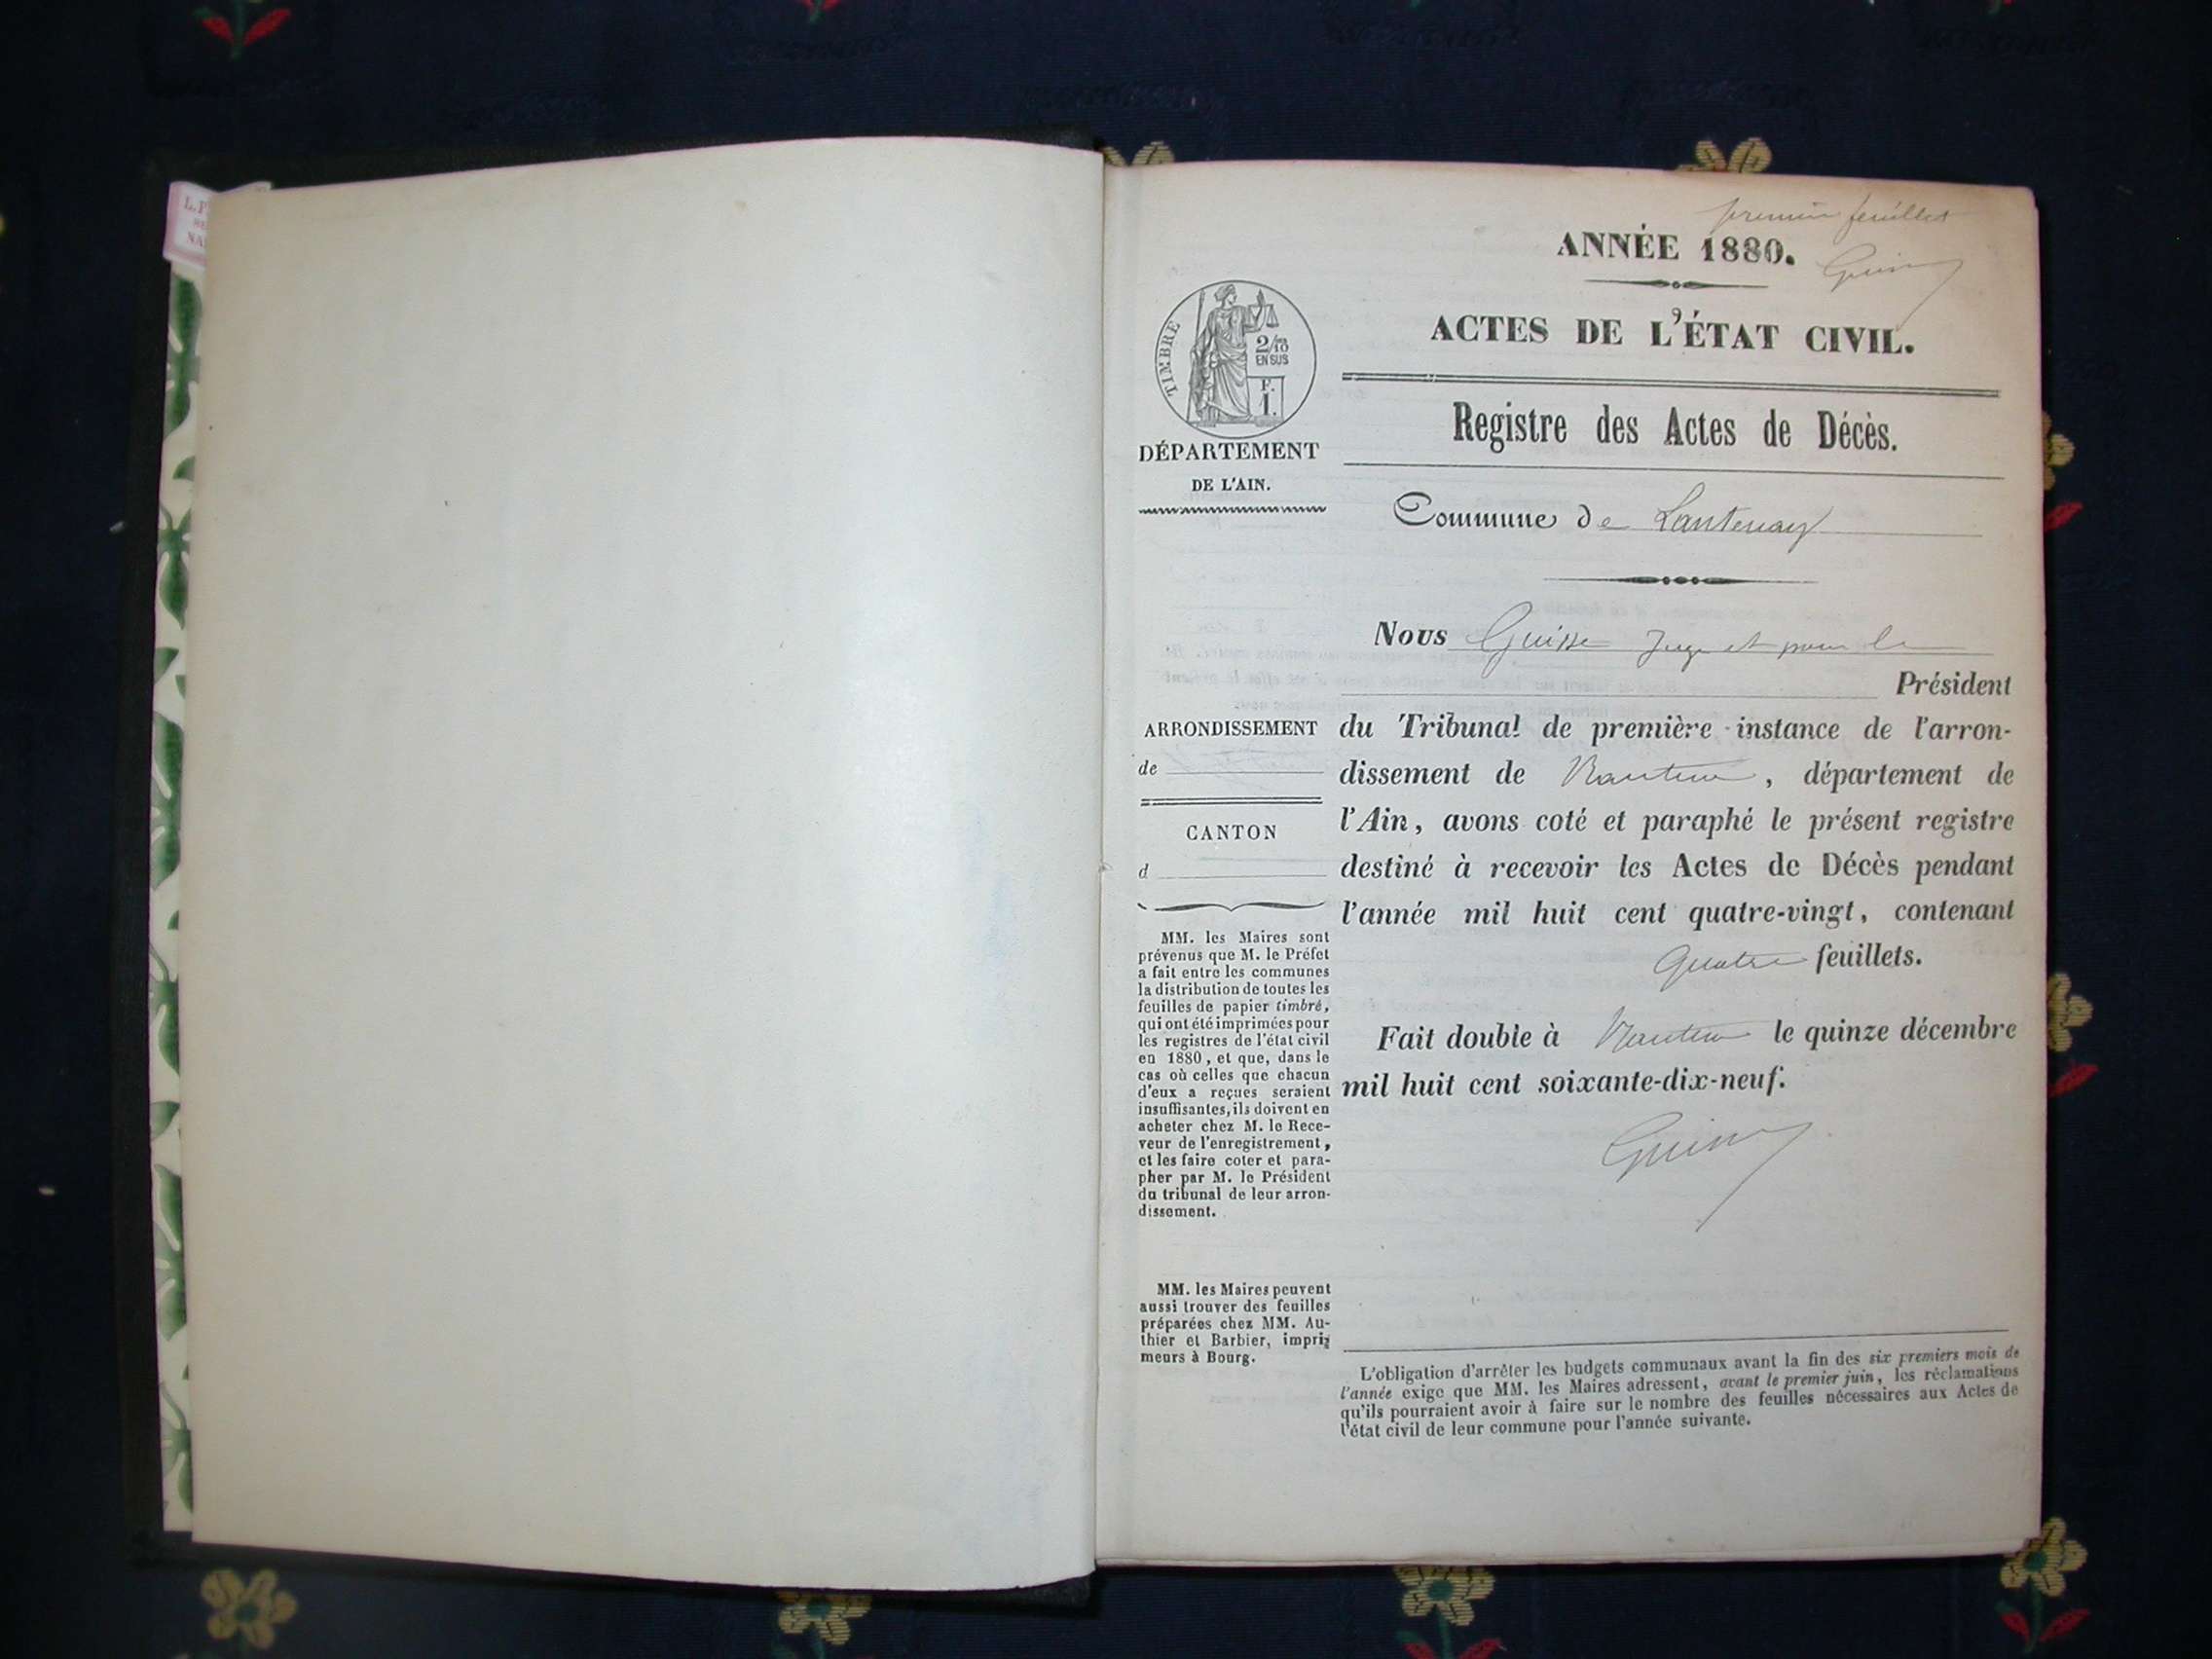 premier feuillet
ANNÉE 1880.
ACTES DE L'ÉTAT CIVIL.
TIMBRE
2/10 EN SUS
F.
1.
DÉPARTEMENT
DE L'AIN.
Registre des Actes de Décès.
Commune de Lantenay
Nous Guisse Juge et pour le
Président
du Tribunal de première instance de l'arron-
dissement de Nantua, département de
l'Ain, avons coté et paraphé le présent registre
destiné à recevoir les Actes de Décès pendant
l'année mil huit cent quatre-vingt, contenant
quatre feuillets.
Fait double à Nantua le quinze décembre
mil huit cent soixante-dix-neuf.
ARRONDISSEMENT
de
CANTON
d
MM. les Maires sont
prévenus que M. le Préfet
a fait entre les communes
la distribution de toutes les
feuilles de papier timbré,
qui ont été imprimées pour
les registres de l'état civil
en 1880, et que, dans le
cas où celles que chacun
d'eux a reçues seraient
insuffisantes, ils doivent en
acheter chez M. le Rece-
veur de l'enregistrement,
et les faire coter et para-
pher par M. le Président
du tribunal de leur arron-
dissement.
MM. les Maires peuvent
aussi trouver des feuilles
préparées chez MM. Au-
thier et Barbier, impri-
meurs à Bourg.
L'obligation d'arrêter les budgets communaux avant la fin des six premiers mois de
l'année exige que MM. les Maires adressent, avant le premier juin, les réclamations
qu'ils pourraient avoir à faire sur le nombre des feuilles nécessaires aux Actes de
l'état civil de leur commune pour l'année suivante.